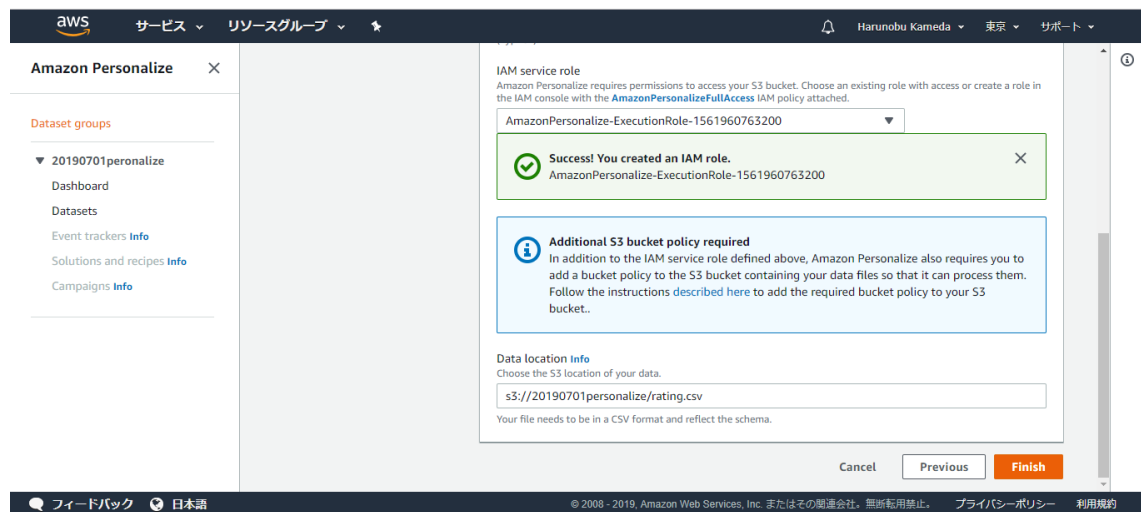 aws サービス リソースグループ Harunobu Kameda 東京 サポート
Amazon Personalize
Dataset groups
20190701peronalize
Dashboard
Datasets
Event trackers Info
Solutions and recipes Info
Campaigns Info
IAM service role
Amazon Personalize requires permissions to access your S3 bucket. Choose an existing role with access or create a role in
the IAM console with the AmazonPersonalizeFullAccess IAM policy attached.
AmazonPersonalize-ExecutionRole-1561960763200
Success! You created an IAM role.
AmazonPersonalize-ExecutionRole-1561960763200
Additional S3 bucket policy required
In addition to the IAM service role defined above, Amazon Personalize also requires you to
add a bucket policy to the S3 bucket containing your data files so that it can process them.
Follow the instructions described here to add the required bucket policy to your S3
bucket..
Data location Info
Choose the S3 location of your data.
s3://20190701personalize/rating.csv
Your file needs to be in a CSV format and reflect the schema.
Cancel Previous Finish
フィードバック 日本語 © 2008 - 2019, Amazon Web Services, Inc. またはその関連会社。無断転用禁止。 プライバシーポリシー 利用規約